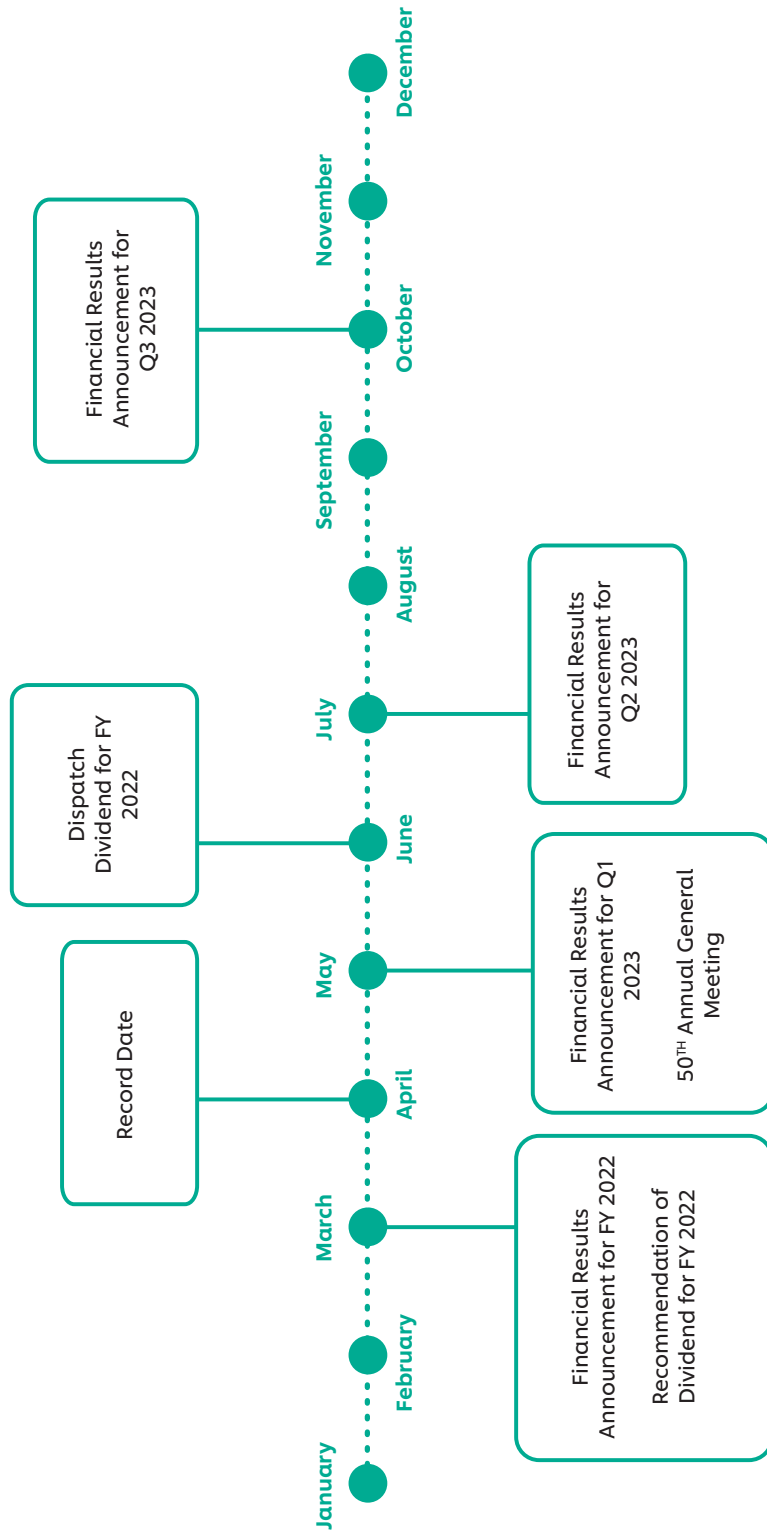 Financial Results
Announcement for
Q3 2023
Dispatch
Dividend for FY
2022
Record Date
January
February
March
April
May
June
July
August
September
October
November
December
Financial Results
Announcement for FY 2022
Recommendation of
Dividend for FY 2022
Financial Results
Announcement for Q1
2023
50TH Annual General
Meeting
Financial Results
Announcement for
Q2 2023